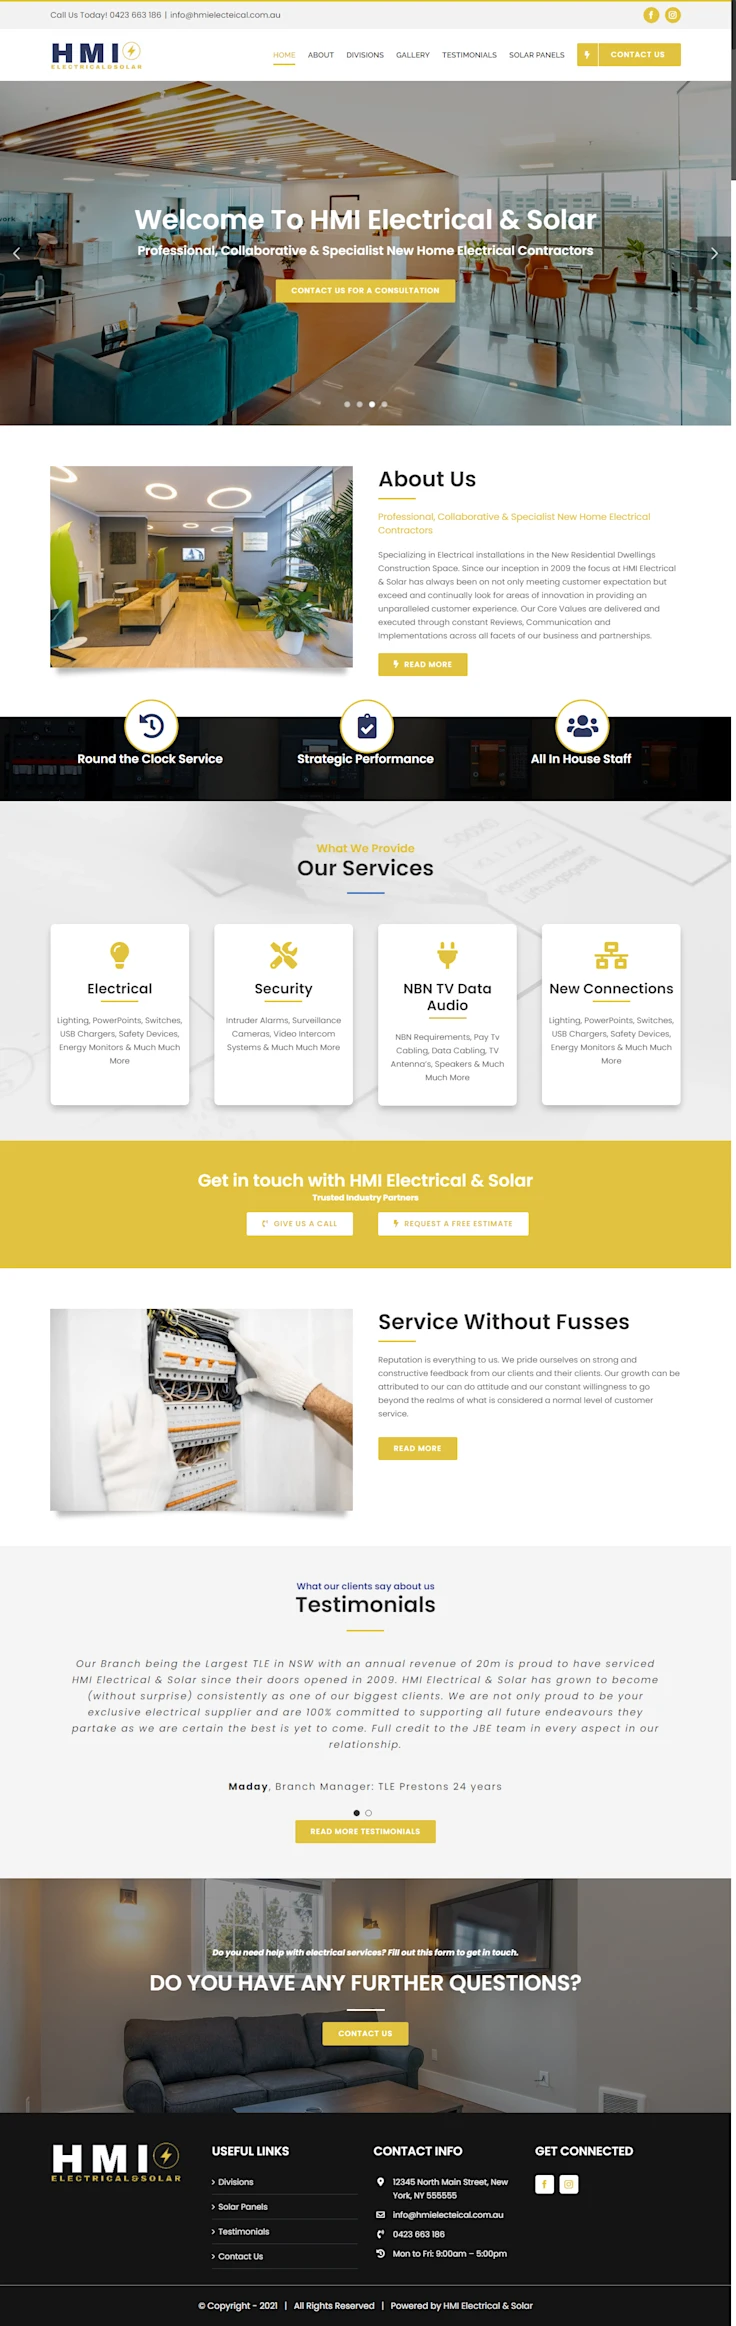 Call Us Today! 0423 663 186 | info@hmielecteical.com.au
HMI
ELECTRICAL&SOLAR
HOME ABOUT DIVISIONS GALLERY TESTIMONIALS SOLAR PANELS CONTACT US
Welcome To HMI Electrical & Solar
Professional, Collaborative & Specialist New Home Electrical Contractors
CONTACT US FOR A CONSULTATION
About Us
Professional, Collaborative & Specialist New Home Electrical
Contractors
Specializing in Electrical installations in the New Residential Dwellings
Construction Space. Since our inception in 2009 the focus at HMI Electrical
& Solar has always been on not only meeting customer expectation but
exceed and continually look for areas of innovation in providing an
unparalleled customer experience. Our Core Values are delivered and
executed through constant Reviews, Communication and
Implementations across all facets of our business and partnerships.
READ MORE
Round the Clock Service
Strategic Performance
All In House Staff
What We Provide
Our Services
Electrical
Lighting, PowerPoints, Switches,
USB Chargers, Safety Devices,
Energy Monitors & Much Much
More
Security
Intruder Alarms, Surveillance
Cameras, Video Intercom
Systems & Much Much More
NBN TV Data
Audio
NBN Requirements, Pay Tv
Cabling, Data Cabling, TV
Antenna's, Speakers & Much
Much More
New Connections
Lighting, PowerPoints, Switches,
USB Chargers, Safety Devices,
Energy Monitors & Much Much
More
Get in touch with HMI Electrical & Solar
Trusted Industry Partners
GIVE US A CALL
REQUEST A FREE ESTIMATE
Service Without Fusses
Reputation is everything to us. We pride ourselves on strong and
constructive feedback from our clients and their clients. Our growth can be
attributed to our can do attitude and our constant willingness to go
beyond the realms of what is considered a normal level of customer
service.
READ MORE
What our clients say about us
Testimonials
Our Branch being the Largest TLE in NSW with an annual revenue of 20m is proud to have serviced
HMI Electrical & Solar since their doors opened in 2009. HMI Electrical & Solar has grown to become
(without surprise) consistently as one of our biggest clients. We are not only proud to be your
exclusive electrical supplier and are 100% committed to supporting all future endeavours they
partake as we are certain the best is yet to come. Full credit to the JBE team in every aspect in our
relationship.
Maday, Branch Manager: TLE Prestons 24 years
READ MORE TESTIMONIALS
Do you need help with electrical services? Fill out this form to get in touch.
DO YOU HAVE ANY FURTHER QUESTIONS?
CONTACT US
HMI
ELECTRICAL&SOLAR
USEFUL LINKS
Divisions
Solar Panels
Testimonials
Contact Us
CONTACT INFO
12345 North Main Street, New
York, NY 555555
info@hmielecteical.com.au
0423 663 186
Mon to Fri: 9:00am – 5:00pm
GET CONNECTED
© Copyright - 2021 | All Rights Reserved | Powered by HMI Electrical & Solar